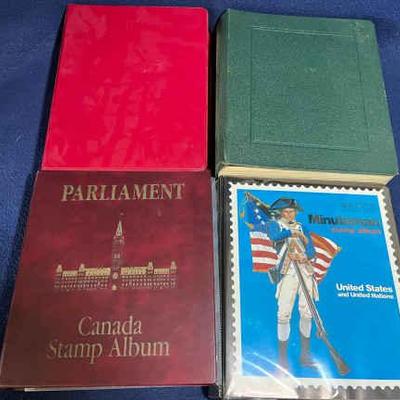 PARLIAMENT
Canada
Stamp Album
Minuteman
stamp album
United States
and United Nations